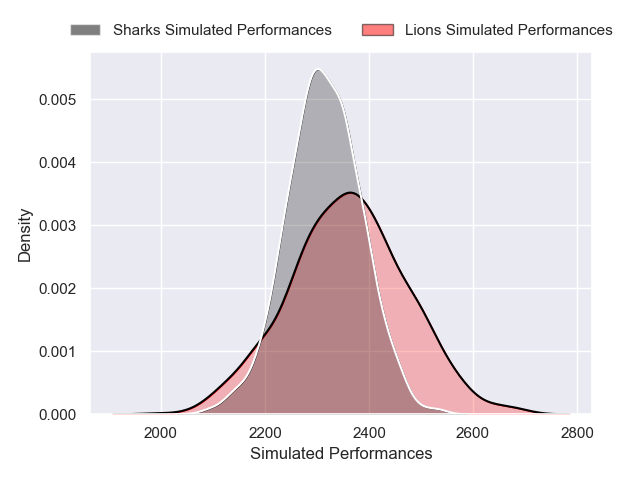 Sharks Simulated Performances Lions Simulated Performances
0.005
0.004
0.003
0.002
0.001
0.000
Density
2000 2200 2400 2600 2800
Simulated Performances